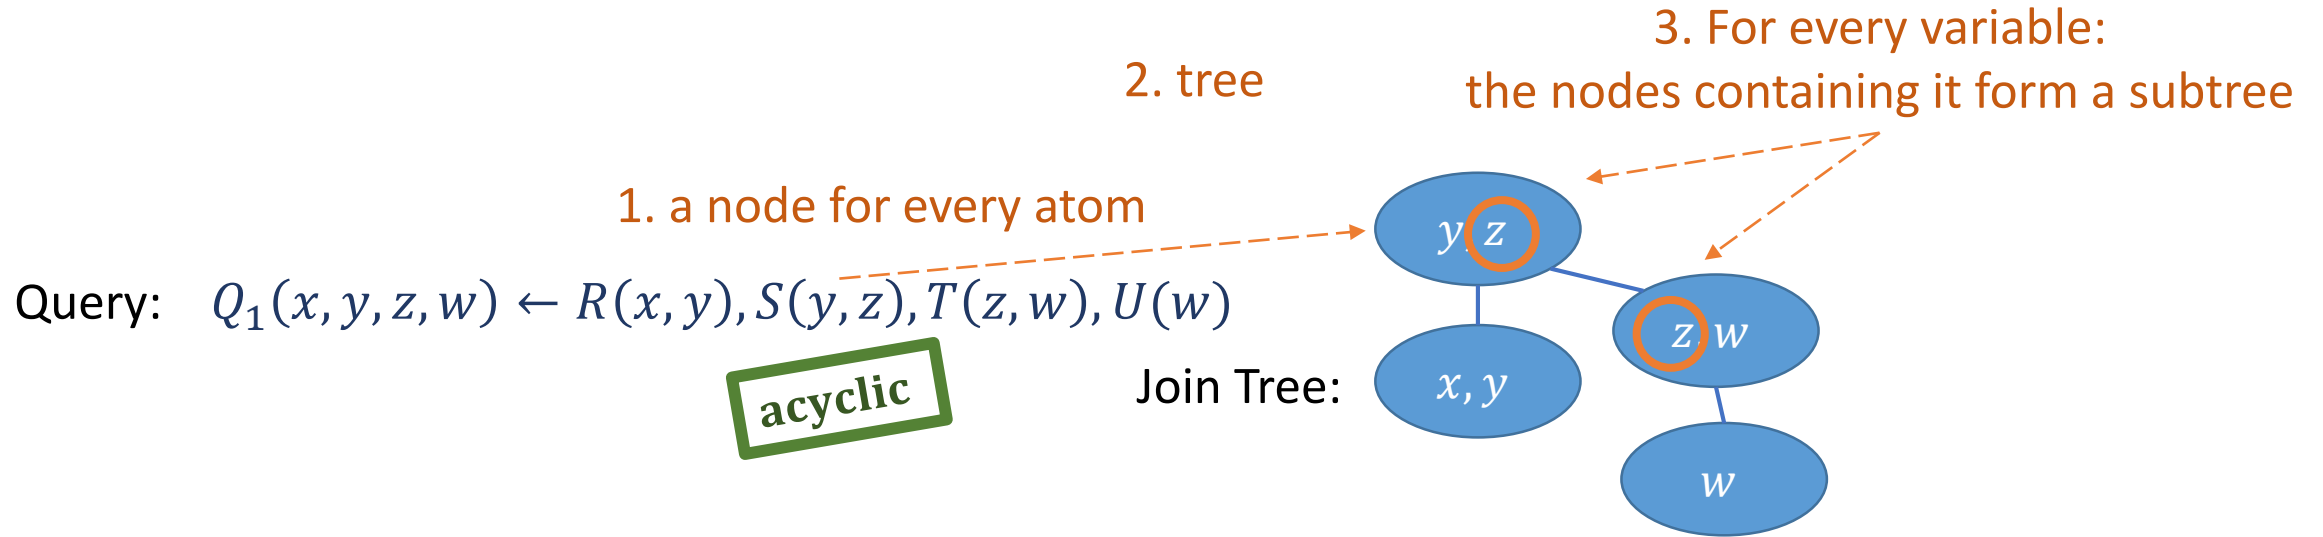 3. For every variable:
2. tree
the nodes containing it form a subtree
1. a node for every atom
y, z
Query: Q₁(x, y, z, w) ← R(x, y), S(y, z), T(z, w), U(w)
z, w
acyclic
Join Tree:
x, y
w